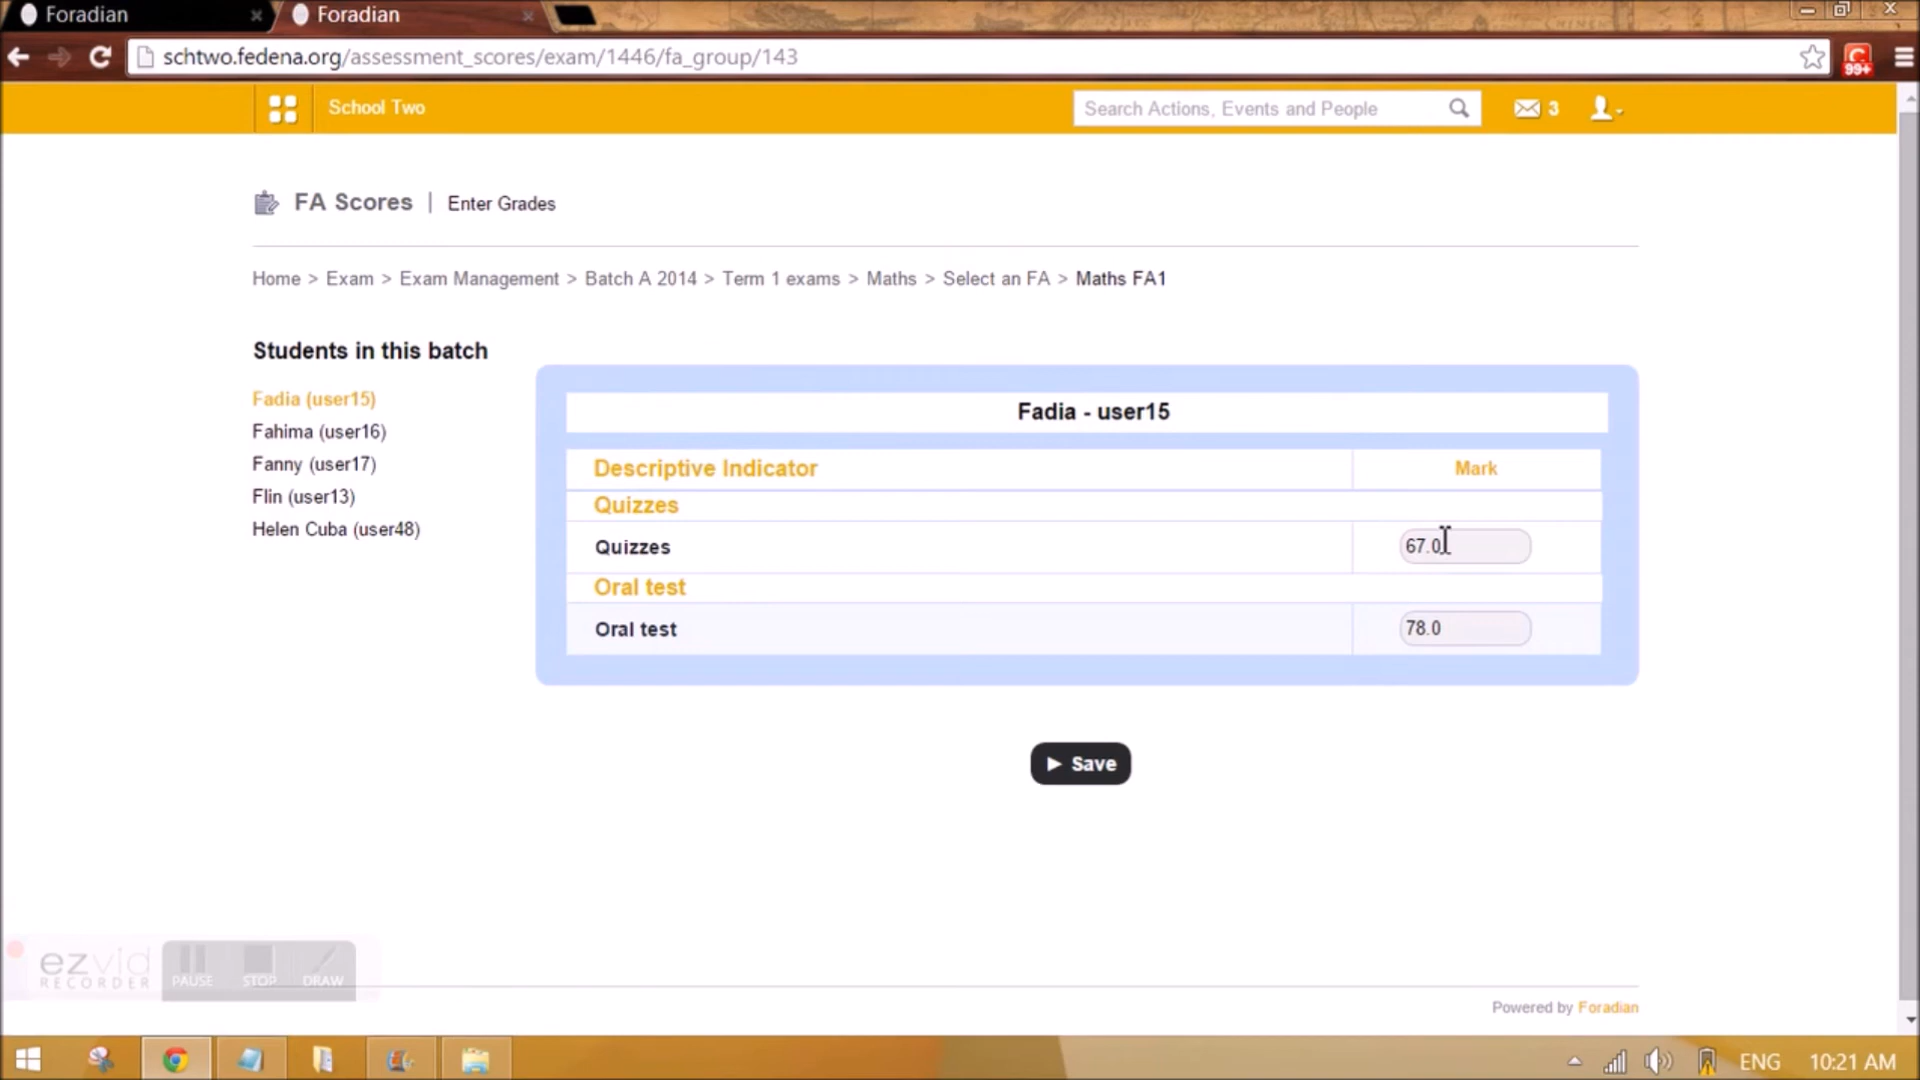 Foradian
Foradian
schtwo.fedena.org/assessment_scores/exam/1446/fa_group/143
99+
School Two
Search Actions, Events and People
3
FA Scores | Enter Grades
Home > Exam > Exam Management > Batch A 2014 > Term 1 exams > Maths > Select an FA > Maths FA1
Students in this batch
Fadia (user15)
Fahima (user16)
Fanny (user17)
Flin (user13)
Helen Cuba (user48)
Fadia - user15
Descriptive Indicator Mark
Quizzes
Quizzes 67.0
Oral test
Oral test 78.0
Save
ezvid
RECORDER
PAUSE STOP DRAW
Powered by Foradian
ENG 10:21 AM